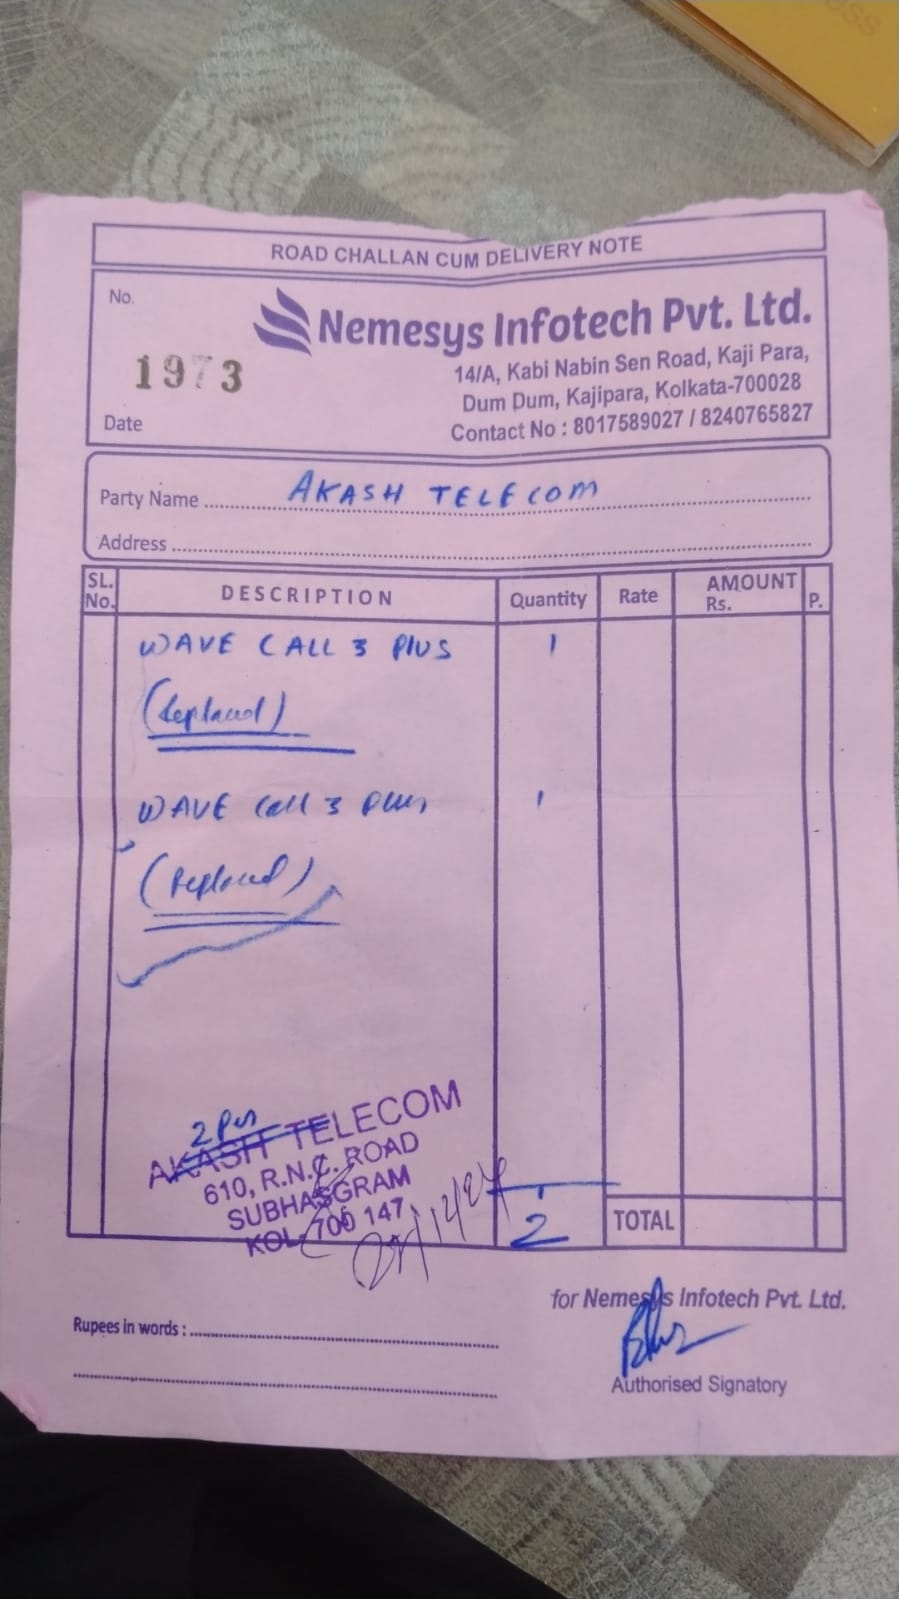 ROAD CHALLAN CUM DELIVERY NOTE
No.
Nemesys Infotech Pvt. Ltd.
1973
14/A, Kabi Nabin Sen Road, Kaji Para,
Dum Dum, Kajipara, Kolkata-700028
Date
Contact No : 8017589027 / 8240765827
Party Name AKASH TELECOM
Address
SL. No. DESCRIPTION Quantity Rate AMOUNT Rs. P.
WAVE CALL 3 PLUS 1
(Replaced)
WAVE Call 3 Plus 1
(Replaced)
2 Pcs
AKASH TELECOM
610, R.N.C. ROAD
SUBHASGRAM
KOL-700 147
2 TOTAL
for Nemesys Infotech Pvt. Ltd.
Rupees in words :
Authorised Signatory